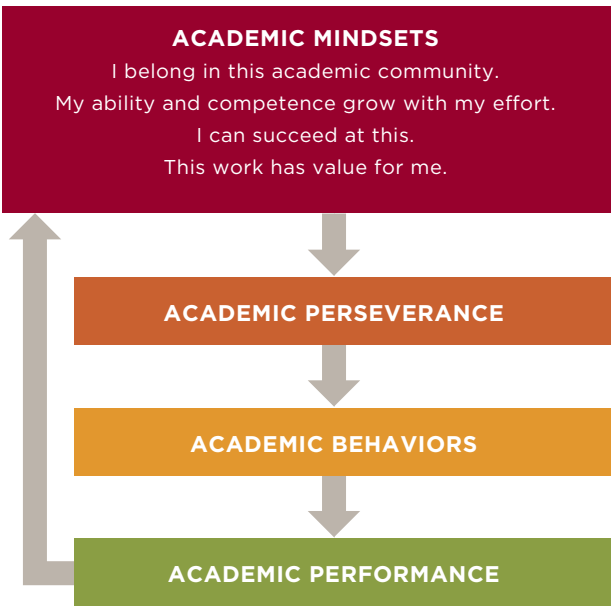 ACADEMIC MINDSETS
I belong in this academic community.
My ability and competence grow with my effort.
I can succeed at this.
This work has value for me.
ACADEMIC PERSEVERANCE
ACADEMIC BEHAVIORS
ACADEMIC PERFORMANCE